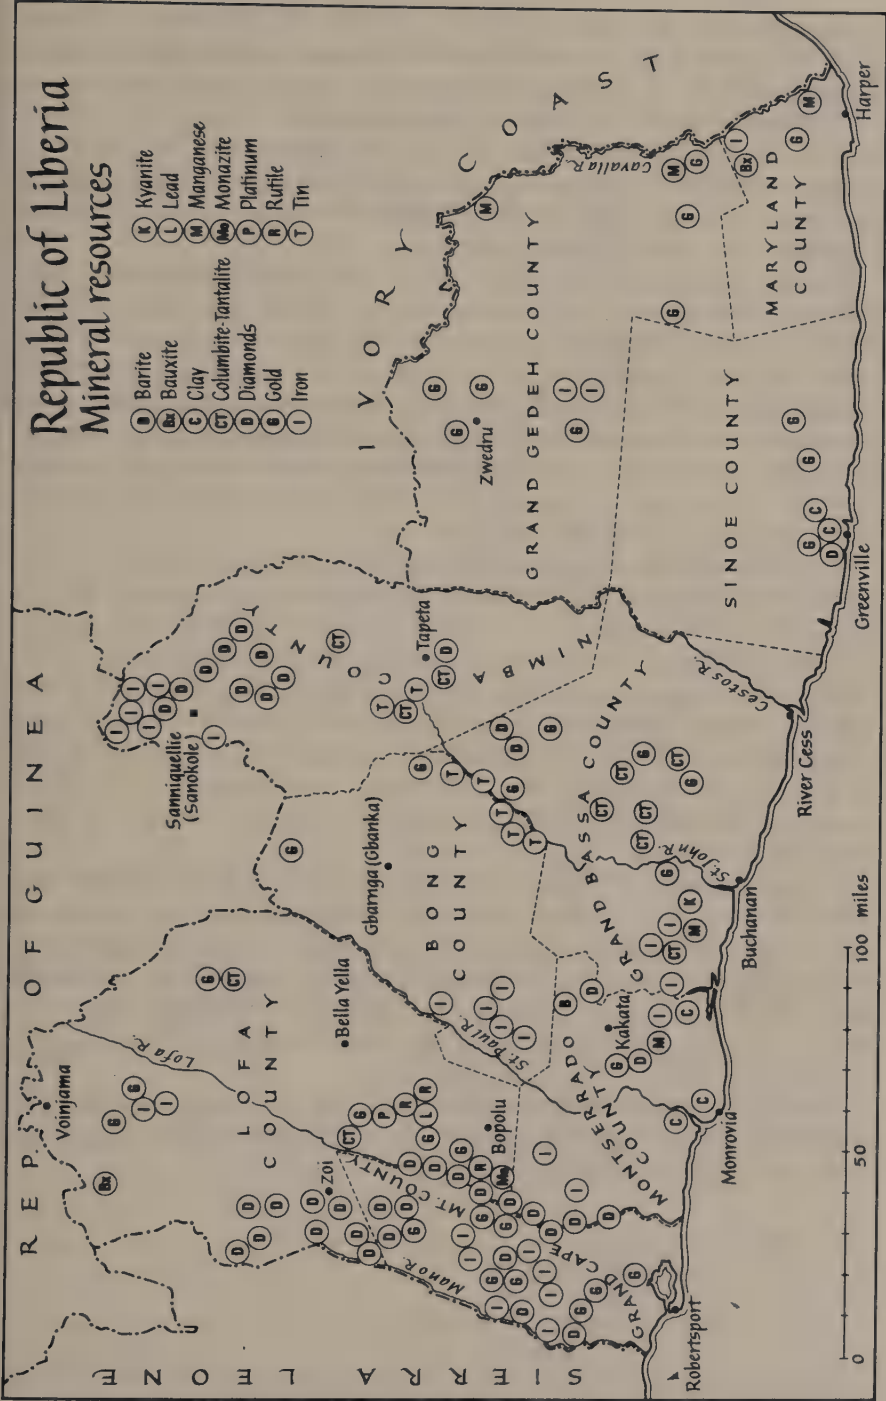 Republic of Liberia
Mineral resources
B Barite
Bx Bauxite
C Clay
CT Columbite-Tantalite
D Diamonds
G Gold
I Iron
K Kyanite
L Lead
M Manganese
Mo Monazite
P Platinum
R Rutile
T Tin
REP. OF GUINEA
SIERRA LEONE
IVORY COAST
LOFA COUNTY
Voinjama
Lofa R.
Bella Yella
Zoi
Bopolu
GRAND CAPE MT. COUNTY
Mano R.
Robertsport
MONTSERRADO COUNTY
St. Paul R.
Kakata
Monrovia
BONG COUNTY
Gbarnga (Gbanka)
NIMBA COUNTY
Sanniquellie
(Sanokole)
Tapeta
GRAND BASSA COUNTY
St. John R.
Buchanan
Cestos R.
River Cess
GRAND GEDEH COUNTY
Zwedru
Cavalla R.
SINOE COUNTY
Greenville
MARYLAND COUNTY
Harper
0 50 100 miles